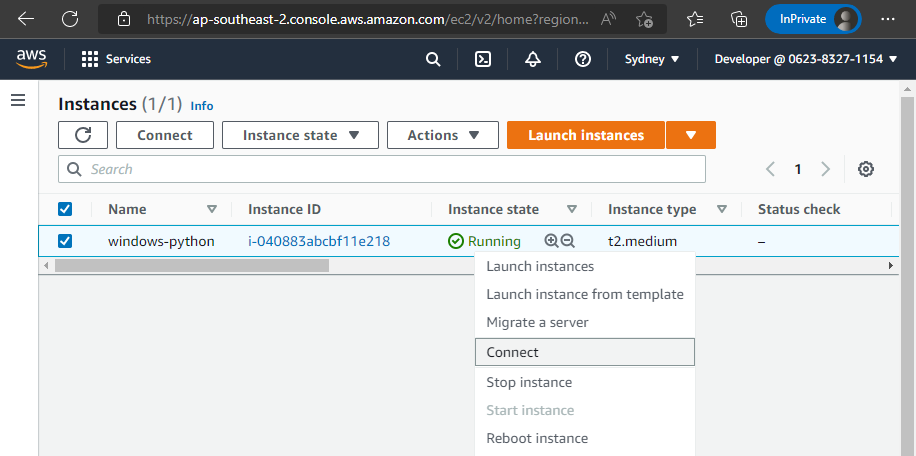 https://ap-southeast-2.console.aws.amazon.com/ec2/v2/home?region...
InPrivate
aws
Services
Sydney
Developer @ 0623-8327-1154
Instances (1/1) Info
Connect
Instance state
Actions
Launch instances
Search
1
Name Instance ID Instance state Instance type Status check
windows-python i-040883abcbf11e218 Running t2.medium –
Launch instances
Launch instance from template
Migrate a server
Connect
Stop instance
Start instance
Reboot instance